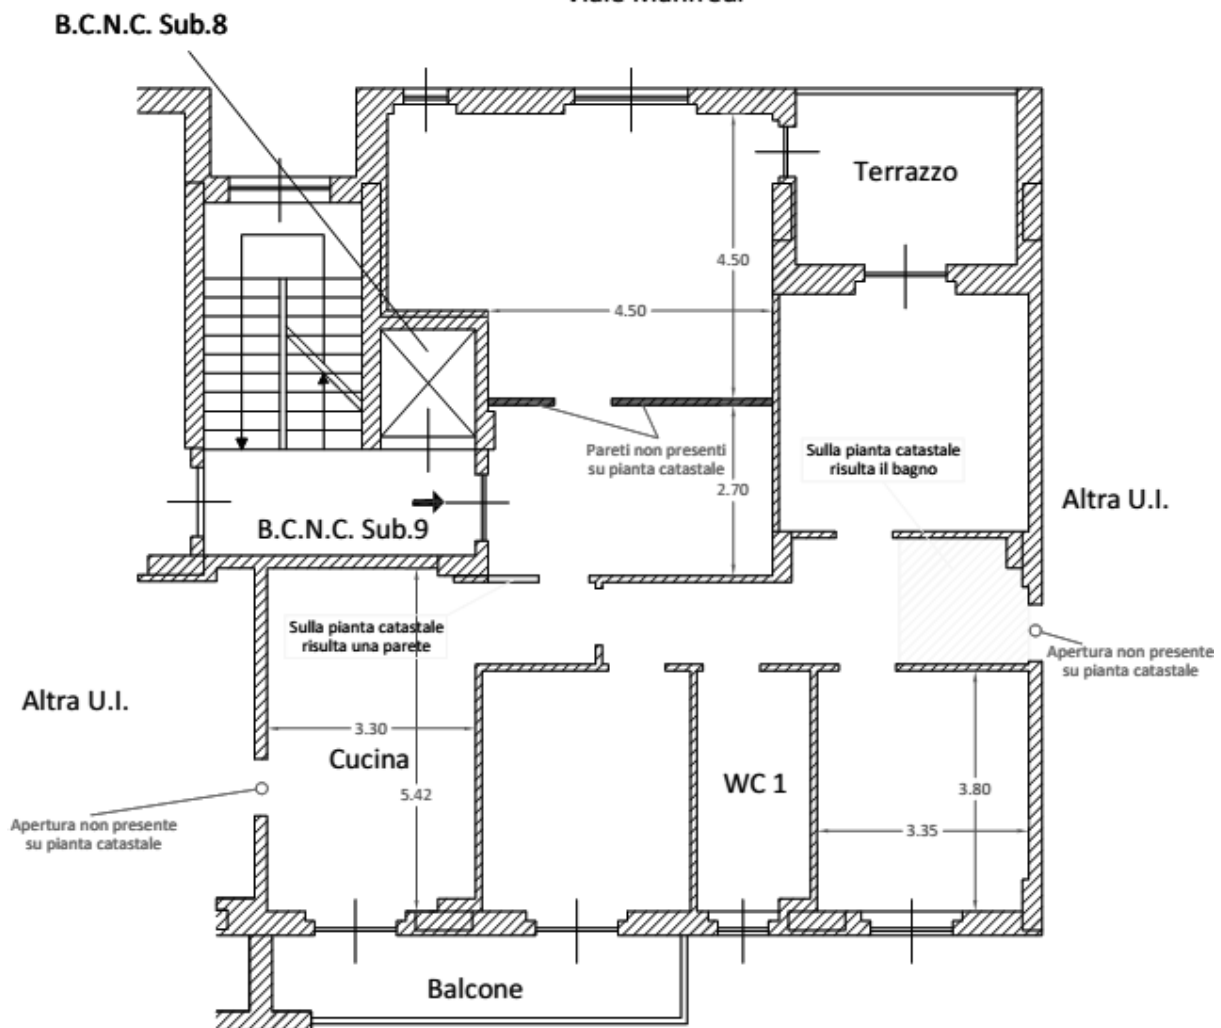 B.C.N.C. Sub.8
Terrazzo
4.50
4.50
Pareti non presenti
su pianta catastale
Sulla pianta catastale
risulta il bagno
2.70
Altra U.I.
B.C.N.C. Sub.9
Sulla pianta catastale
risulta una parete
Apertura non presente
su pianta catastale
Altra U.I.
3.30
Cucina
5.42
WC 1
3.80
3.35
Apertura non presente
su pianta catastale
Balcone